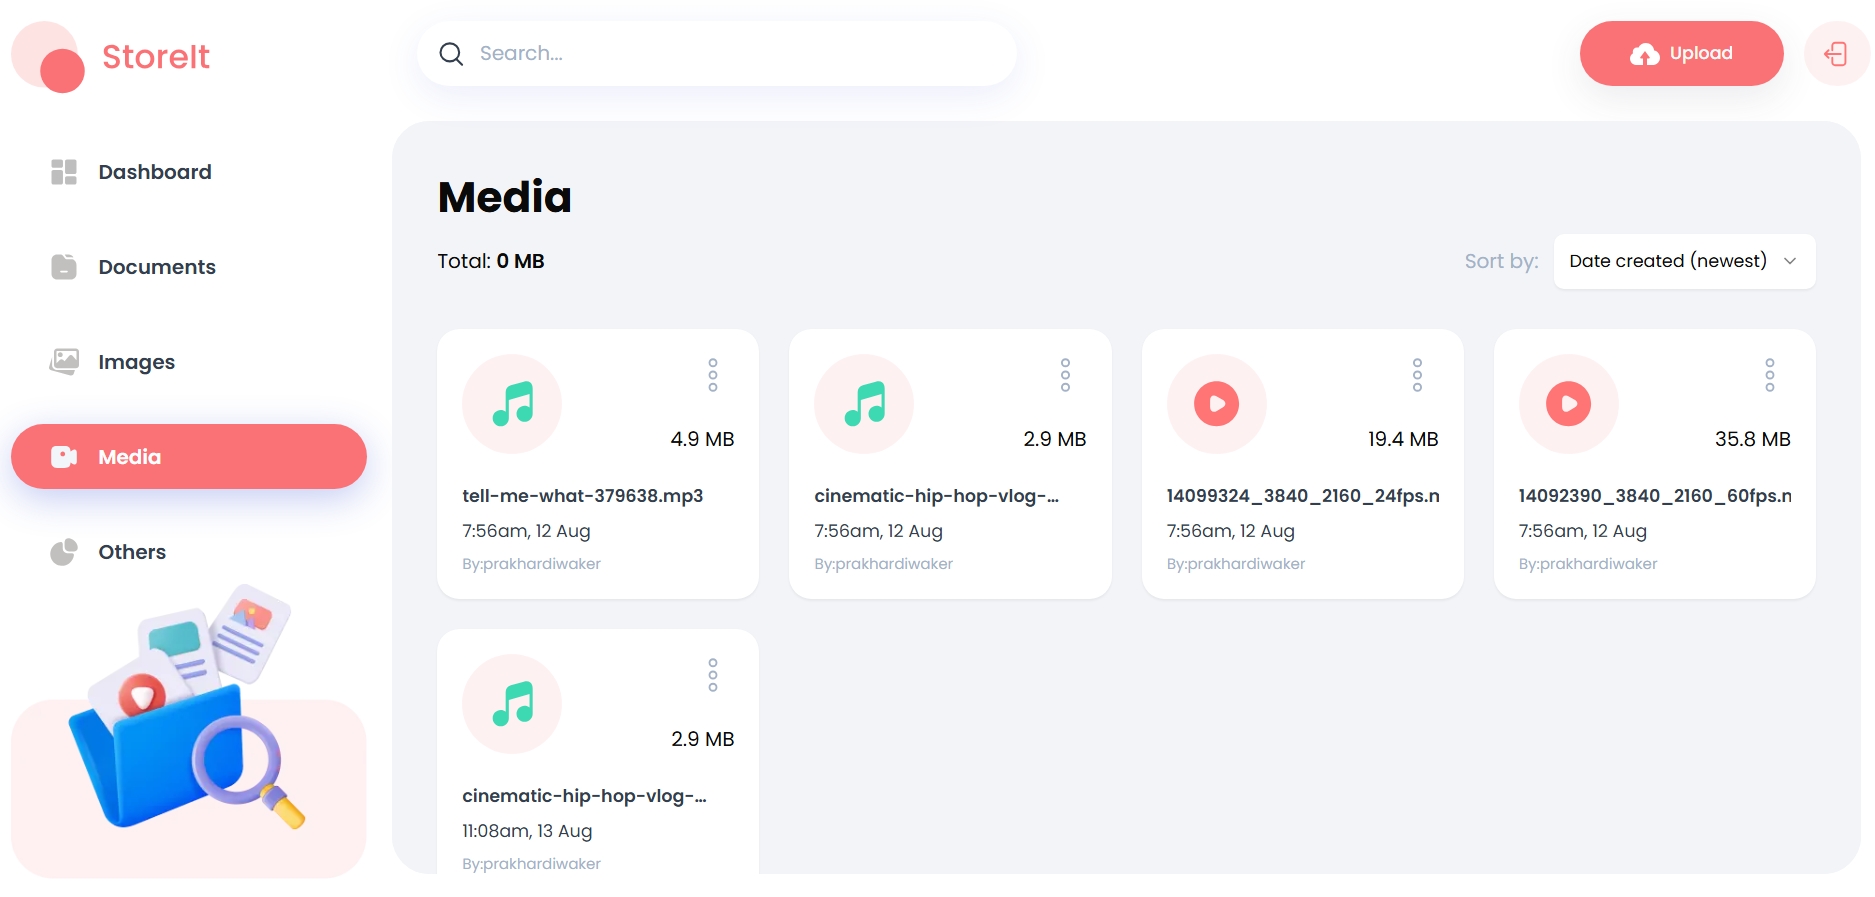 StoreIt
Search...
Upload
Dashboard
Documents
Images
Media
Others
Media
Total: 0 MB
Sort by:
Date created (newest)
4.9 MB
tell-me-what-379638.mp3
7:56am, 12 Aug
By:prakhardiwaker
2.9 MB
cinematic-hip-hop-vlog-...
7:56am, 12 Aug
By:prakhardiwaker
19.4 MB
14099324_3840_2160_24fps.n
7:56am, 12 Aug
By:prakhardiwaker
35.8 MB
14092390_3840_2160_60fps.n
7:56am, 12 Aug
By:prakhardiwaker
2.9 MB
cinematic-hip-hop-vlog-...
11:08am, 13 Aug
By:prakhardiwaker